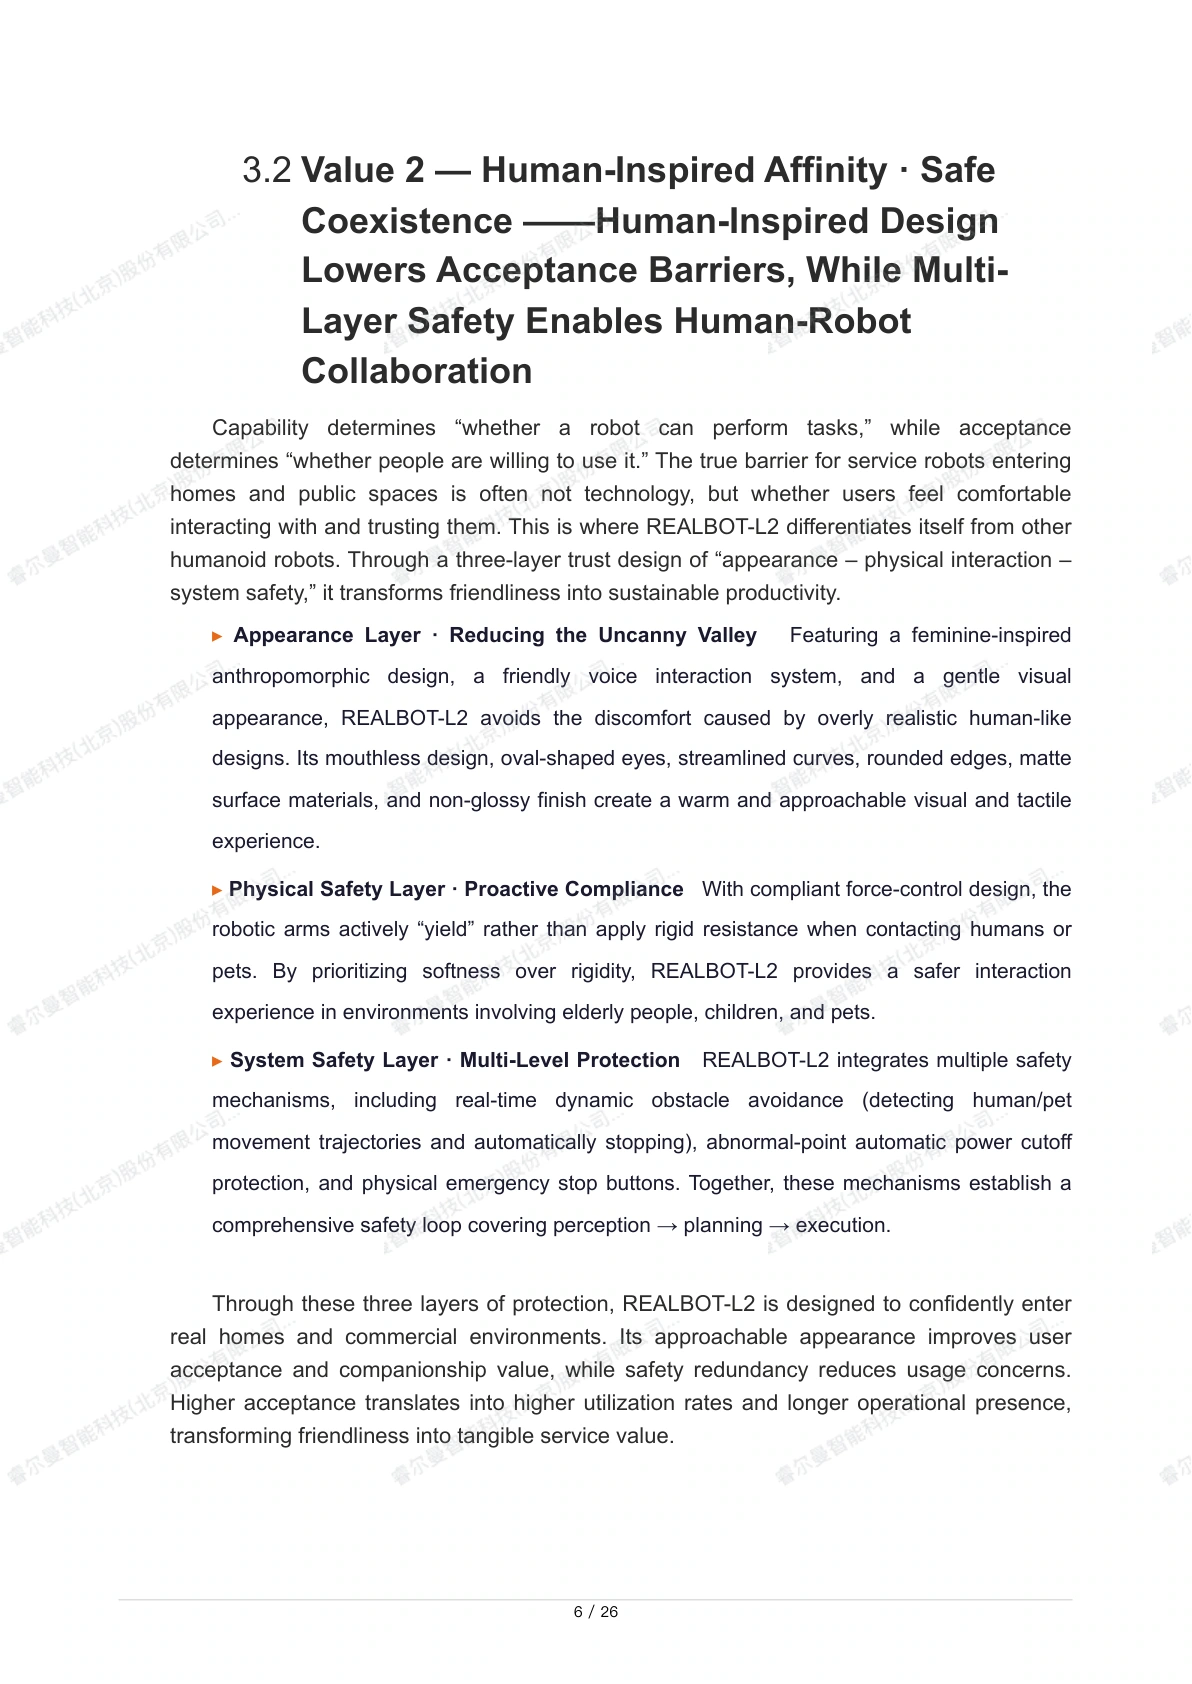 3.2 Value 2 — Human-Inspired Affinity · Safe
Coexistence ——Human-Inspired Design
Lowers Acceptance Barriers, While Multi-
Layer Safety Enables Human-Robot
Collaboration
Capability determines “whether a robot can perform tasks,” while acceptance
determines “whether people are willing to use it.” The true barrier for service robots entering
homes and public spaces is often not technology, but whether users feel comfortable
interacting with and trusting them. This is where REALBOT-L2 differentiates itself from other
humanoid robots. Through a three-layer trust design of “appearance – physical interaction –
system safety,” it transforms friendliness into sustainable productivity.
▸ Appearance Layer · Reducing the Uncanny Valley Featuring a feminine-inspired
anthropomorphic design, a friendly voice interaction system, and a gentle visual
appearance, REALBOT-L2 avoids the discomfort caused by overly realistic human-like
designs. Its mouthless design, oval-shaped eyes, streamlined curves, rounded edges, matte
surface materials, and non-glossy finish create a warm and approachable visual and tactile
experience.
▸ Physical Safety Layer · Proactive Compliance With compliant force-control design, the
robotic arms actively “yield” rather than apply rigid resistance when contacting humans or
pets. By prioritizing softness over rigidity, REALBOT-L2 provides a safer interaction
experience in environments involving elderly people, children, and pets.
▸ System Safety Layer · Multi-Level Protection REALBOT-L2 integrates multiple safety
mechanisms, including real-time dynamic obstacle avoidance (detecting human/pet
movement trajectories and automatically stopping), abnormal-point automatic power cutoff
protection, and physical emergency stop buttons. Together, these mechanisms establish a
comprehensive safety loop covering perception → planning → execution.
Through these three layers of protection, REALBOT-L2 is designed to confidently enter
real homes and commercial environments. Its approachable appearance improves user
acceptance and companionship value, while safety redundancy reduces usage concerns.
Higher acceptance translates into higher utilization rates and longer operational presence,
transforming friendliness into tangible service value.
6 / 26
睿尔曼智能科技(北京)股份有限公司...